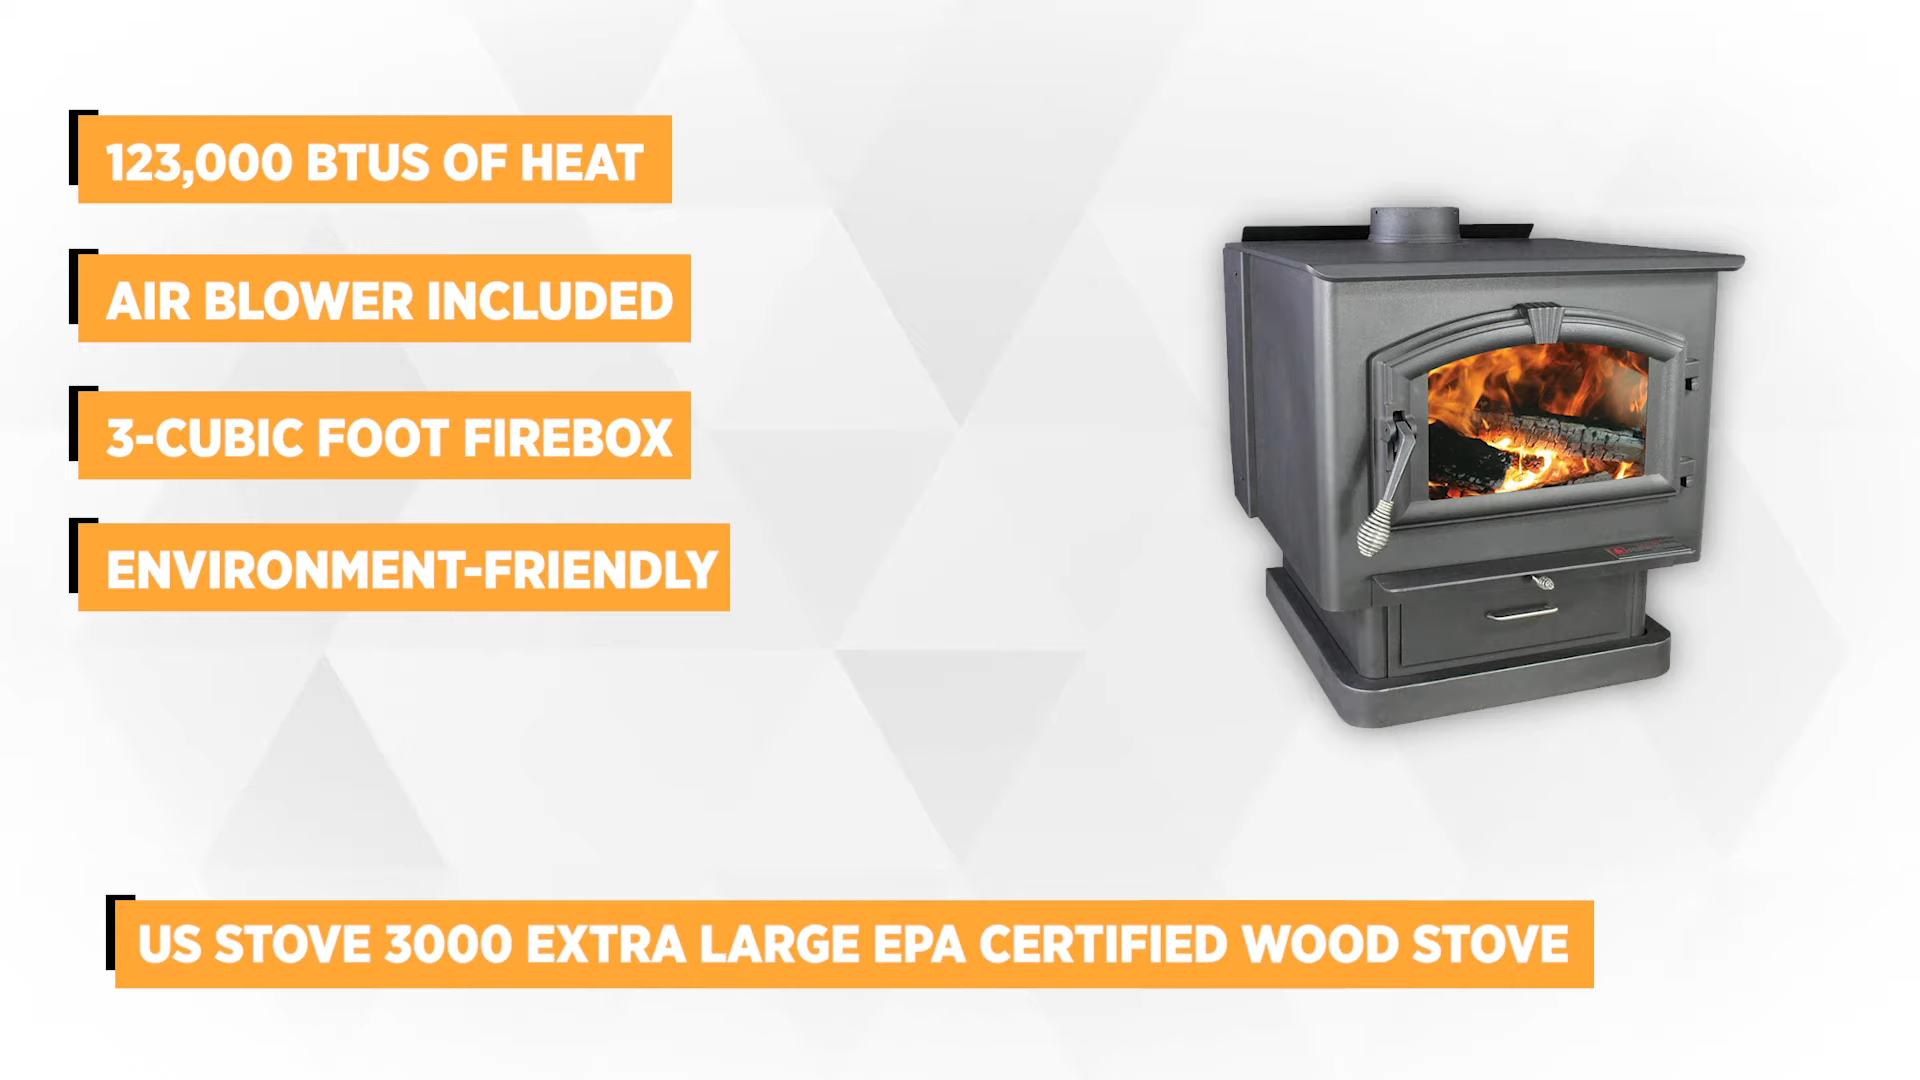 123,000 BTUS OF HEAT
AIR BLOWER INCLUDED
3-CUBIC FOOT FIREBOX
ENVIRONMENT-FRIENDLY
US STOVE 3000 EXTRA LARGE EPA CERTIFIED WOOD STOVE